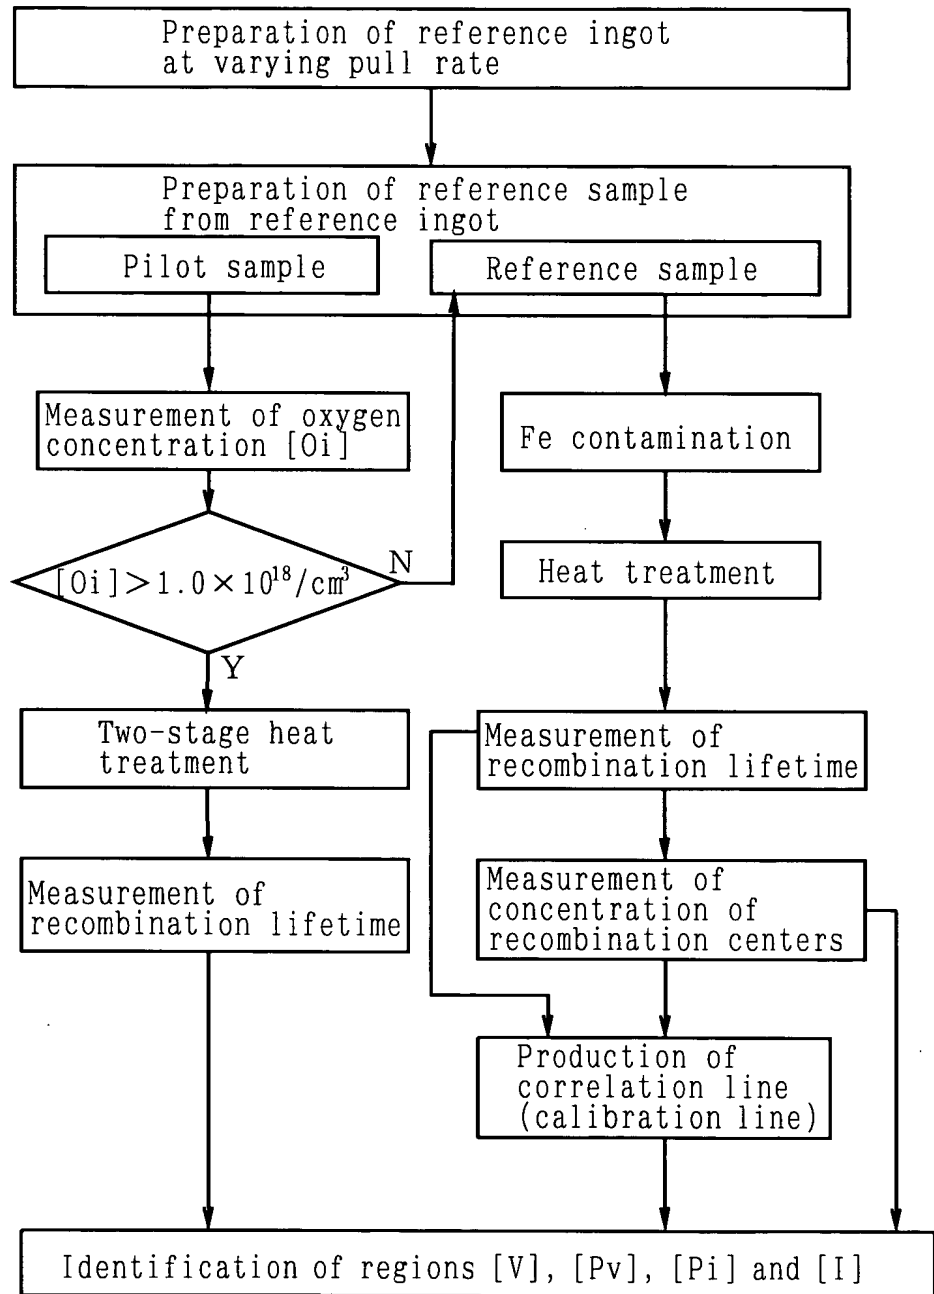 Preparation of reference ingot
at varying pull rate
Preparation of reference sample
from reference ingot
Pilot sample
Reference sample
Measurement of oxygen
concentration [Oi]
[Oi]>1.0×10¹⁸/cm³
N
Y
Two-stage heat
treatment
Measurement of
recombination lifetime
Fe contamination
Heat treatment
Measurement of
recombination lifetime
Measurement of
concentration of
recombination centers
Production of
correlation line
(calibration line)
Identification of regions [V], [Pv], [Pi] and [I]